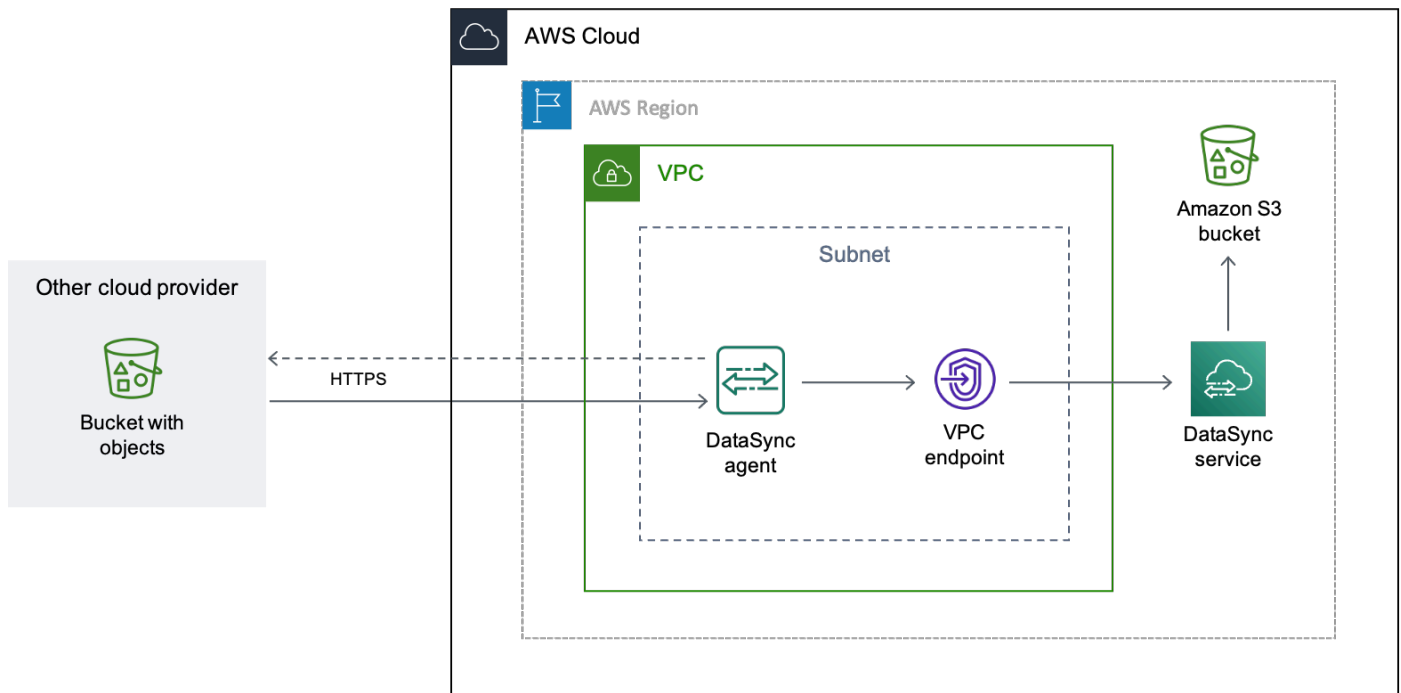 AWS Cloud
AWS Region
VPC
Amazon S3
bucket
Subnet
Other cloud provider
HTTPS
Bucket with
objects
DataSync
agent
VPC
endpoint
DataSync
service